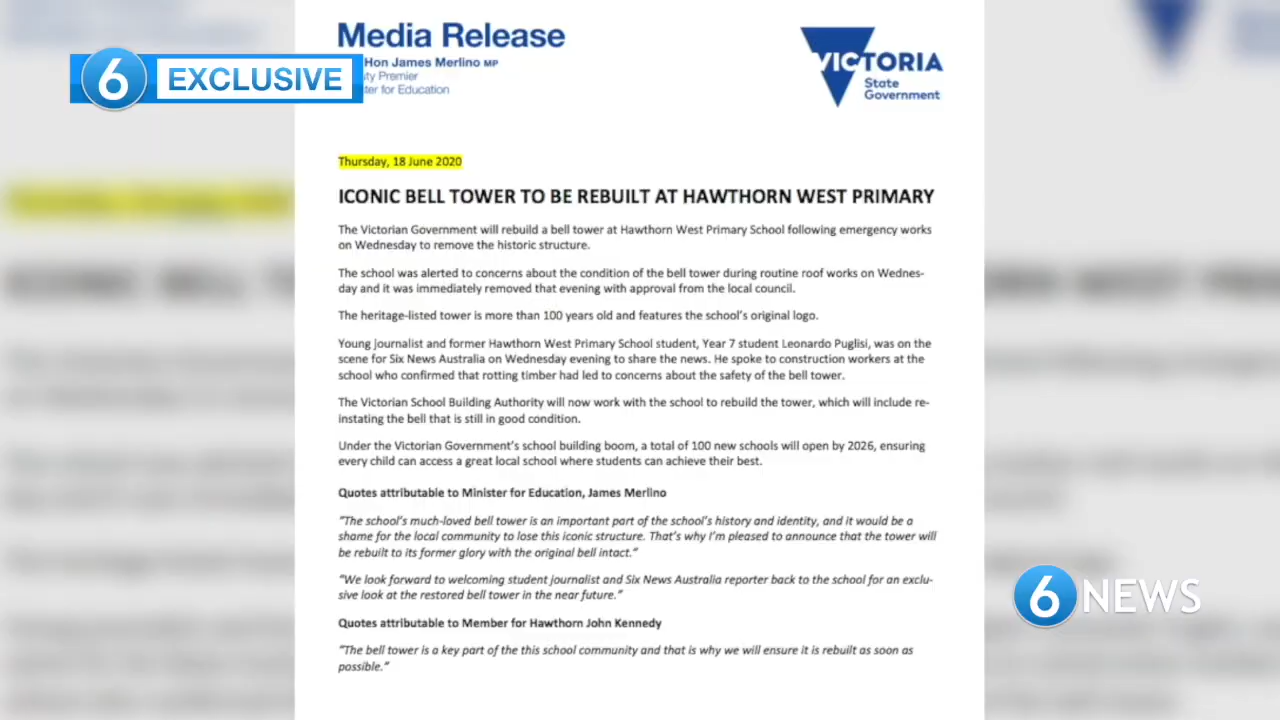 Media Release
6 EXCLUSIVE
Hon James Merlino MP
Premier
for Education
VICTORIA
State
Government
Thursday, 18 June 2020
ICONIC BELL TOWER TO BE REBUILT AT HAWTHORN WEST PRIMARY
The Victorian Government will rebuild a bell tower at Hawthorn West Primary School following emergency works
on Wednesday to remove the historic structure.
The school was alerted to concerns about the condition of the bell tower during routine roof works on Wednes-
day and it was immediately removed that evening with approval from the local council.
The heritage-listed tower is more than 100 years old and features the school's original logo.
Young journalist and former Hawthorn West Primary School student, Year 7 student Leonardo Puglisi, was on the
scene for Six News Australia on Wednesday evening to share the news. He spoke to construction workers at the
school who confirmed that rotting timber had led to concerns about the safety of the bell tower.
The Victorian School Building Authority will now work with the school to rebuild the tower, which will include re-
instating the bell that is still in good condition.
Under the Victorian Government's school building boom, a total of 100 new schools will open by 2026, ensuring
every child can access a great local school where students can achieve their best.
Quotes attributable to Minister for Education, James Merlino
"The school's much-loved bell tower is an important part of the school's history and identity, and it would be a
shame for the local community to lose this iconic structure. That's why I'm pleased to announce that the tower will
be rebuilt to its former glory with the original bell intact."
"We look forward to welcoming student journalist and Six News Australia reporter back to the school for an exclu-
sive look at the restored bell tower in the near future."
6 NEWS
Quotes attributable to Member for Hawthorn John Kennedy
"The bell tower is a key part of the this school community and that is why we will ensure it is rebuilt as soon as
possible."